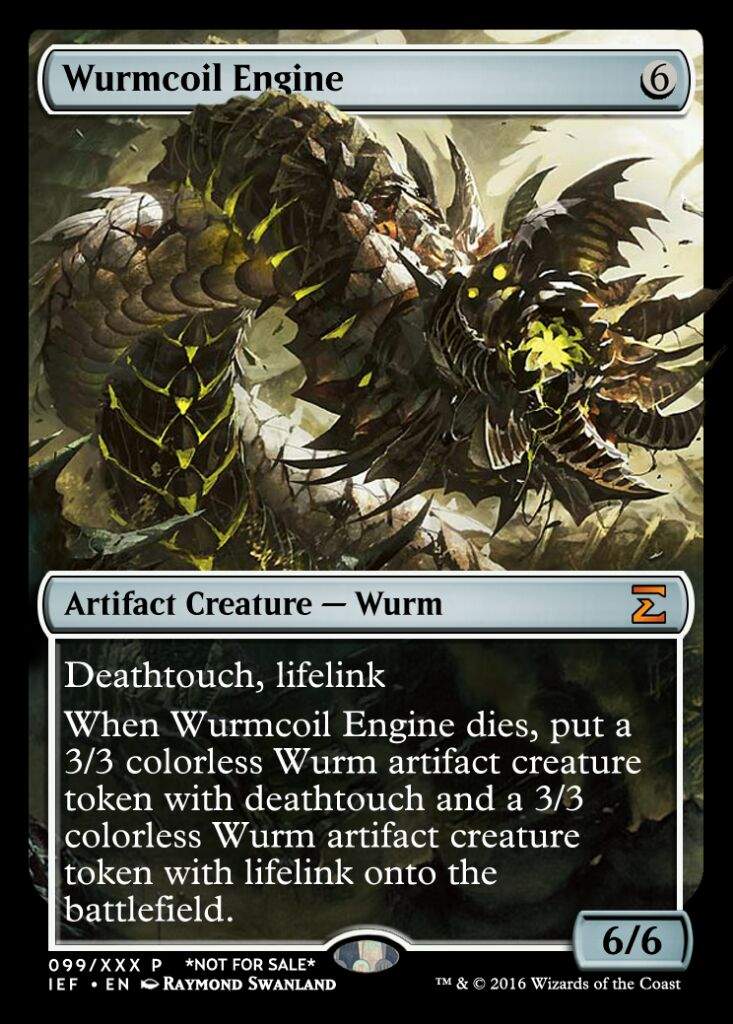 Wurmcoil Engine 6
Artifact Creature — Wurm
Deathtouch, lifelink
When Wurmcoil Engine dies, put a
3/3 colorless Wurm artifact creature
token with deathtouch and a 3/3
colorless Wurm artifact creature
token with lifelink onto the
battlefield.
6/6
099/XXX P *NOT FOR SALE*
IEF • EN Raymond Swanland ™ & © 2016 Wizards of the Coast